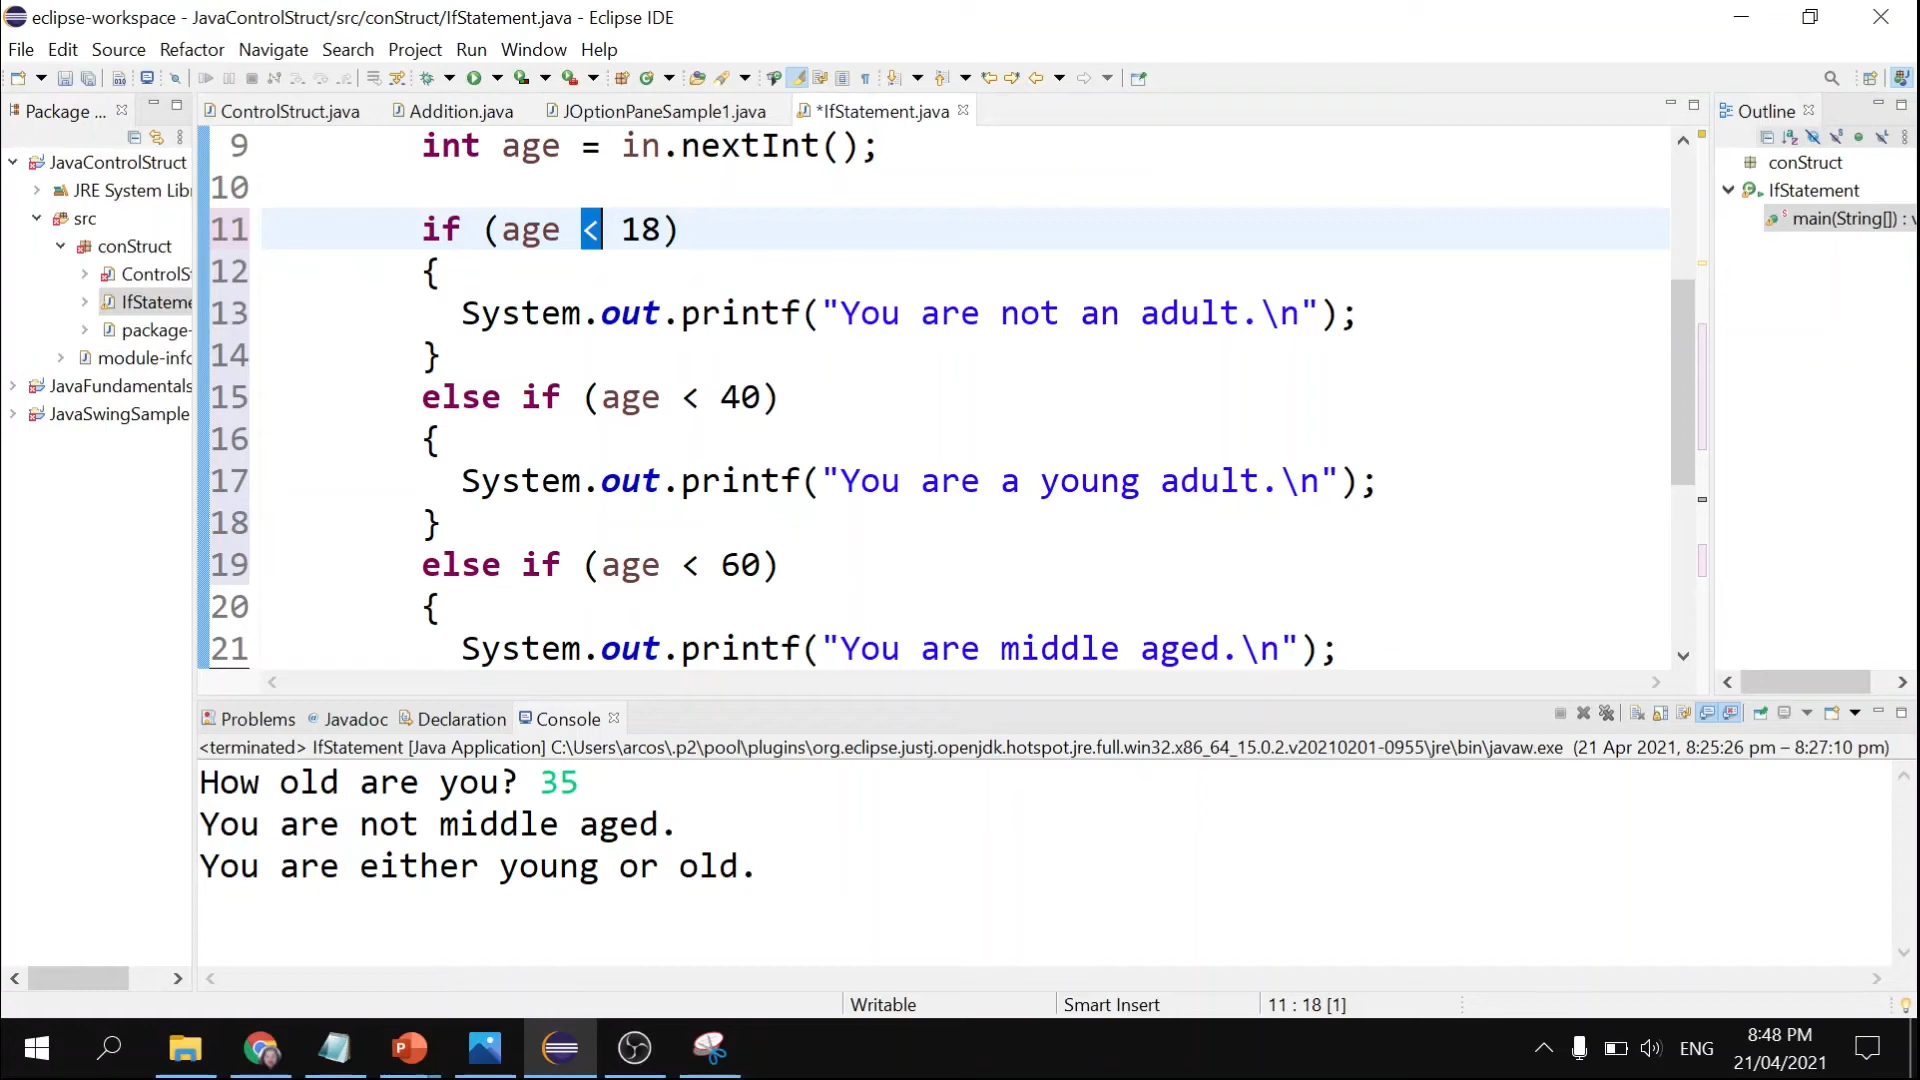 eclipse-workspace - JavaControlStruct/src/conStruct/IfStatement.java - Eclipse IDE
File Edit Source Refactor Navigate Search Project Run Window Help
Package ...
ControlStruct.java Addition.java JOptionPaneSample1.java *IfStatement.java
Outline
JavaControlStruct
JRE System Libr
src
conStruct
ControlS
IfStateme
package-
module-info
JavaFundamentals
JavaSwingSample
9 int age = in.nextInt();
10
11 if (age < 18)
12 {
13 System.out.printf("You are not an adult.\n");
14 }
15 else if (age < 40)
16 {
17 System.out.printf("You are a young adult.\n");
18 }
19 else if (age < 60)
20 {
21 System.out.printf("You are middle aged.\n");
conStruct
IfStatement
main(String[]) : v
Problems Javadoc Declaration Console
<terminated> IfStatement [Java Application] C:\Users\arcos\.p2\pool\plugins\org.eclipse.justj.openjdk.hotspot.jre.full.win32.x86_64_15.0.2.v20210201-0955\jre\bin\javaw.exe (21 Apr 2021, 8:25:26 pm – 8:27:10 pm)
How old are you? 35
You are not middle aged.
You are either young or old.
Writable Smart Insert 11 : 18 [1]
ENG
8:48 PM
21/04/2021